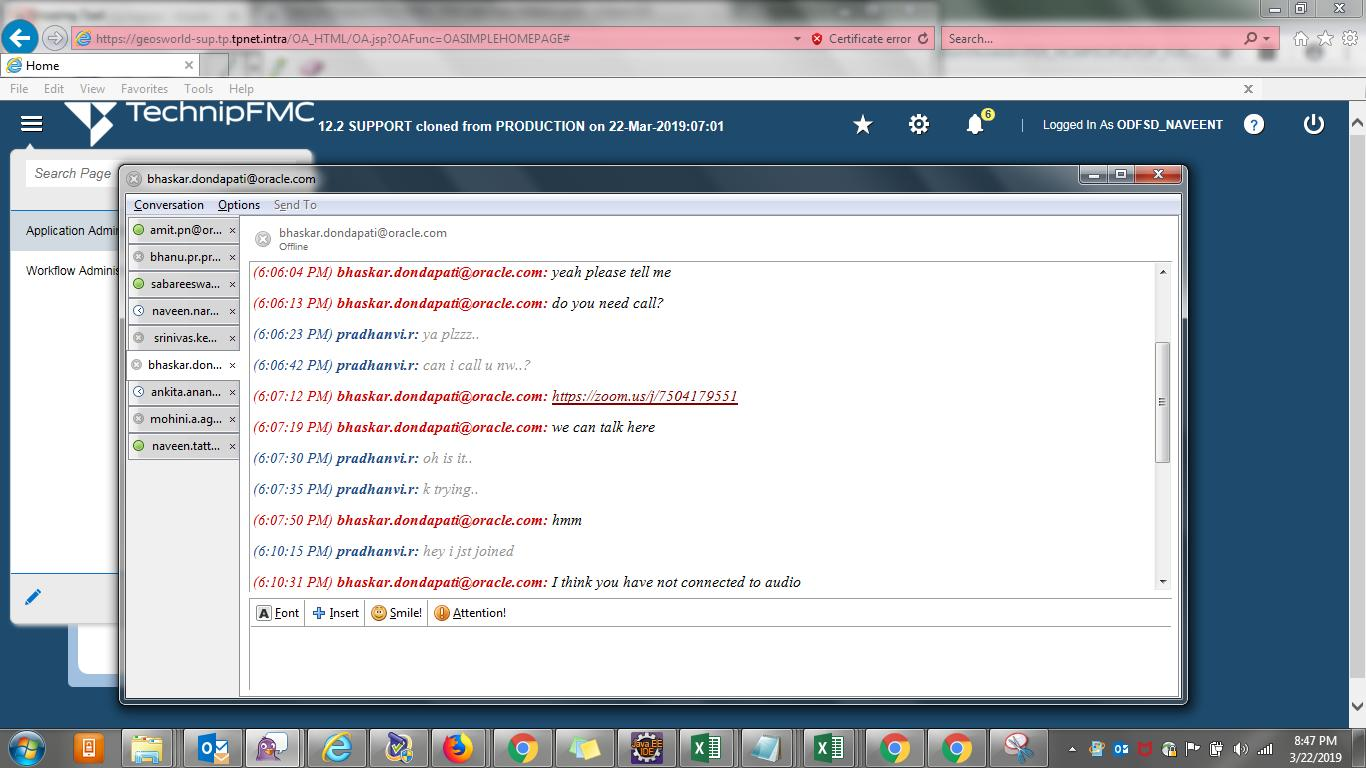 https://geosworld-sup.tp.tpnet.intra/OA_HTML/OA.jsp?OAFunc=OASIMPLEHOMEPAGE#
Certificate error
Search...
Home
File Edit View Favorites Tools Help
TechnipFMC
12.2 SUPPORT cloned from PRODUCTION on 22-Mar-2019:07:01
6
Logged In As ODFSD_NAVEENT
?
Search Page
Application Admin
Workflow Adminis
bhaskar.dondapati@oracle.com
Conversation Options Send To
amit.pn@or...
bhanu.pr.pr...
sabareeswa...
naveen.nar...
srinivas.ke...
bhaskar.don...
ankita.anan...
mohini.a.ag...
naveen.tatt...
bhaskar.dondapati@oracle.com
Offline
(6:06:04 PM) bhaskar.dondapati@oracle.com: yeah please tell me
(6:06:13 PM) bhaskar.dondapati@oracle.com: do you need call?
(6:06:23 PM) pradhanvi.r: ya plzzz..
(6:06:42 PM) pradhanvi.r: can i call u nw..?
(6:07:12 PM) bhaskar.dondapati@oracle.com: https://zoom.us/j/7504179551
(6:07:19 PM) bhaskar.dondapati@oracle.com: we can talk here
(6:07:30 PM) pradhanvi.r: oh is it..
(6:07:35 PM) pradhanvi.r: k trying..
(6:07:50 PM) bhaskar.dondapati@oracle.com: hmm
(6:10:15 PM) pradhanvi.r: hey i jst joined
(6:10:31 PM) bhaskar.dondapati@oracle.com: I think you have not connected to audio
Font Insert Smile! Attention!
Java EE
IDE
8:47 PM
3/22/2019